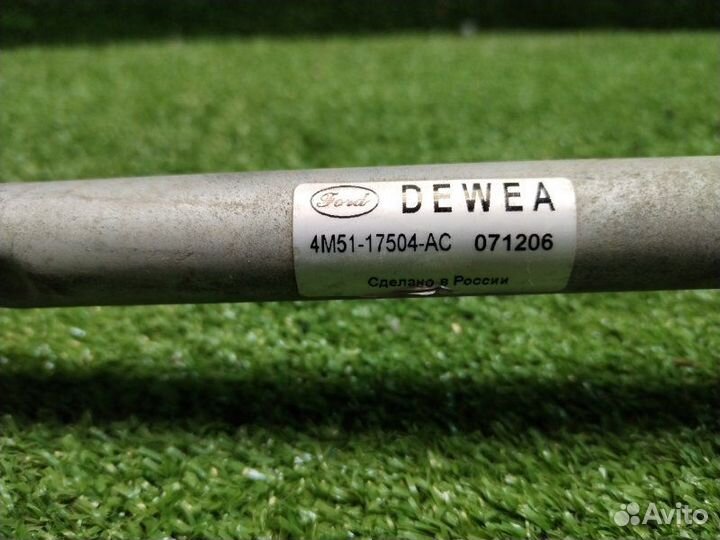 Ford DEWEA
4M51-17504-AC 071206
Сделано в России
Avito